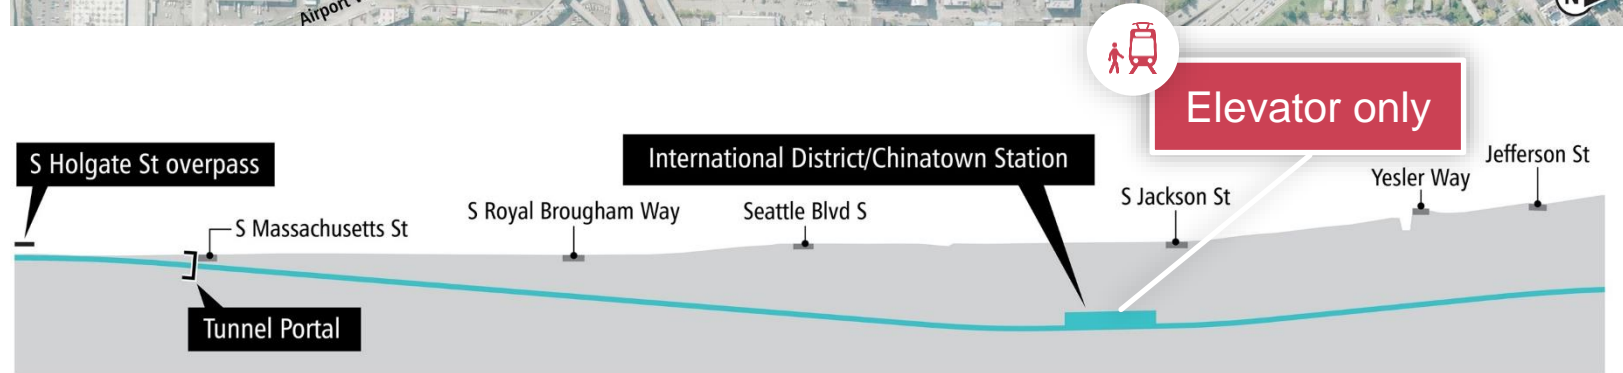 Airport
N
Elevator only
Jefferson St
S Holgate St overpass
International District/Chinatown Station
Yesler Way
S Jackson St
S Royal Brougham Way
Seattle Blvd S
S Massachusetts St
Tunnel Portal